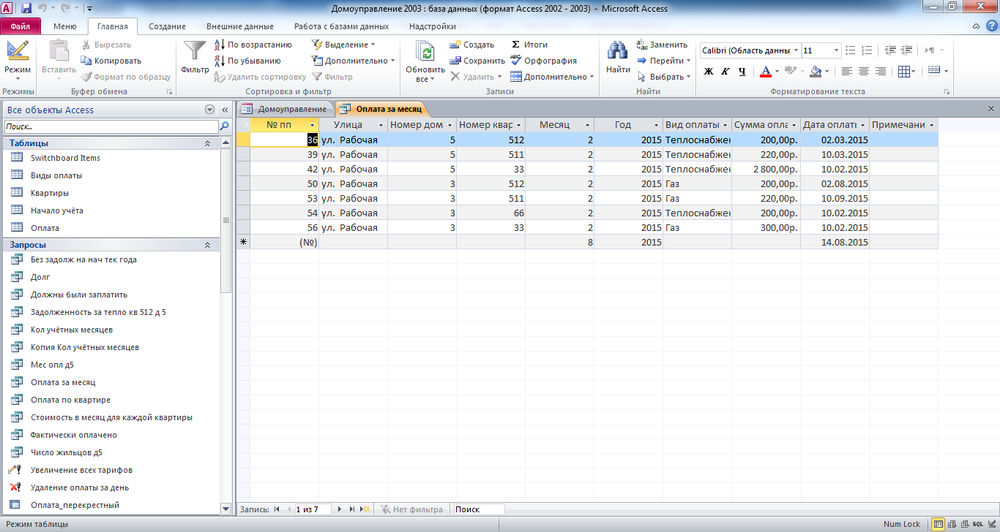 Домоуправление 2003 : база данных (формат Access 2002 - 2003) - Microsoft Access
Файл Меню Главная Создание Внешние данные Работа с базами данных Надстройки
Режим
Режимы
Вставить
Вырезать
Копировать
Формат по образцу
Буфер обмена
Фильтр
По возрастанию
По убыванию
Удалить сортировку
Выделение
Дополнительно
Фильтр
Сортировка и фильтр
Обновить
все
Создать
Сохранить
Удалить
Итоги
Орфография
Дополнительно
Записи
Найти
Заменить
Перейти
Выбрать
Найти
Calibri (Область данны 11
Ж К Ч
Форматирование текста
Все объекты Access
Поиск...
Таблицы
Switchboard Items
Виды оплаты
Квартиры
Начало учёта
Оплата
Запросы
Без задолж на нач тек года
Долг
Должны были заплатить
Задолженность за тепло кв 512 д 5
Кол учётных месяцев
Копия Кол учётных месяцев
Мес опл д5
Оплата за месяц
Оплата по квартире
Стоимость в месяц для каждой квартиры
Фактически оплачено
Число жильцов д5
Увеличение всех тарифов
Удаление оплаты за день
Оплата_перекрестный
Домоуправление Оплата за месяц
№ пп Улица Номер дом Номер квар Месяц Год Вид оплаты Сумма опла Дата оплат Примечани
36 ул. Рабочая 5 512 2 2015 Теплоснабжен 200,00р. 02.03.2015
39 ул. Рабочая 5 511 2 2015 Теплоснабжен 220,00р. 10.03.2015
42 ул. Рабочая 5 33 2 2015 Теплоснабжен 2 800,00р. 10.02.2015
50 ул. Рабочая 3 512 2 2015 Газ 200,00р. 02.08.2015
53 ул. Рабочая 3 511 2 2015 Газ 220,00р. 10.09.2015
54 ул. Рабочая 3 66 2 2015 Теплоснабжен 200,00р. 10.02.2015
56 ул. Рабочая 3 33 2 2015 Газ 300,00р. 10.02.2015
(№) 8 2015 14.08.2015
Запись: 1 из 7 Нет фильтра Поиск
Режим таблицы Num Lock SQL